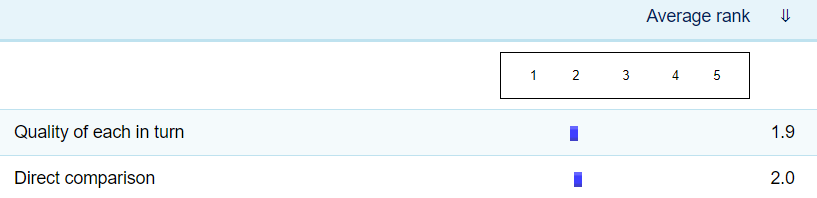 Average rank ⇓
1 2 3 4 5
Quality of each in turn 1.9
Direct comparison 2.0